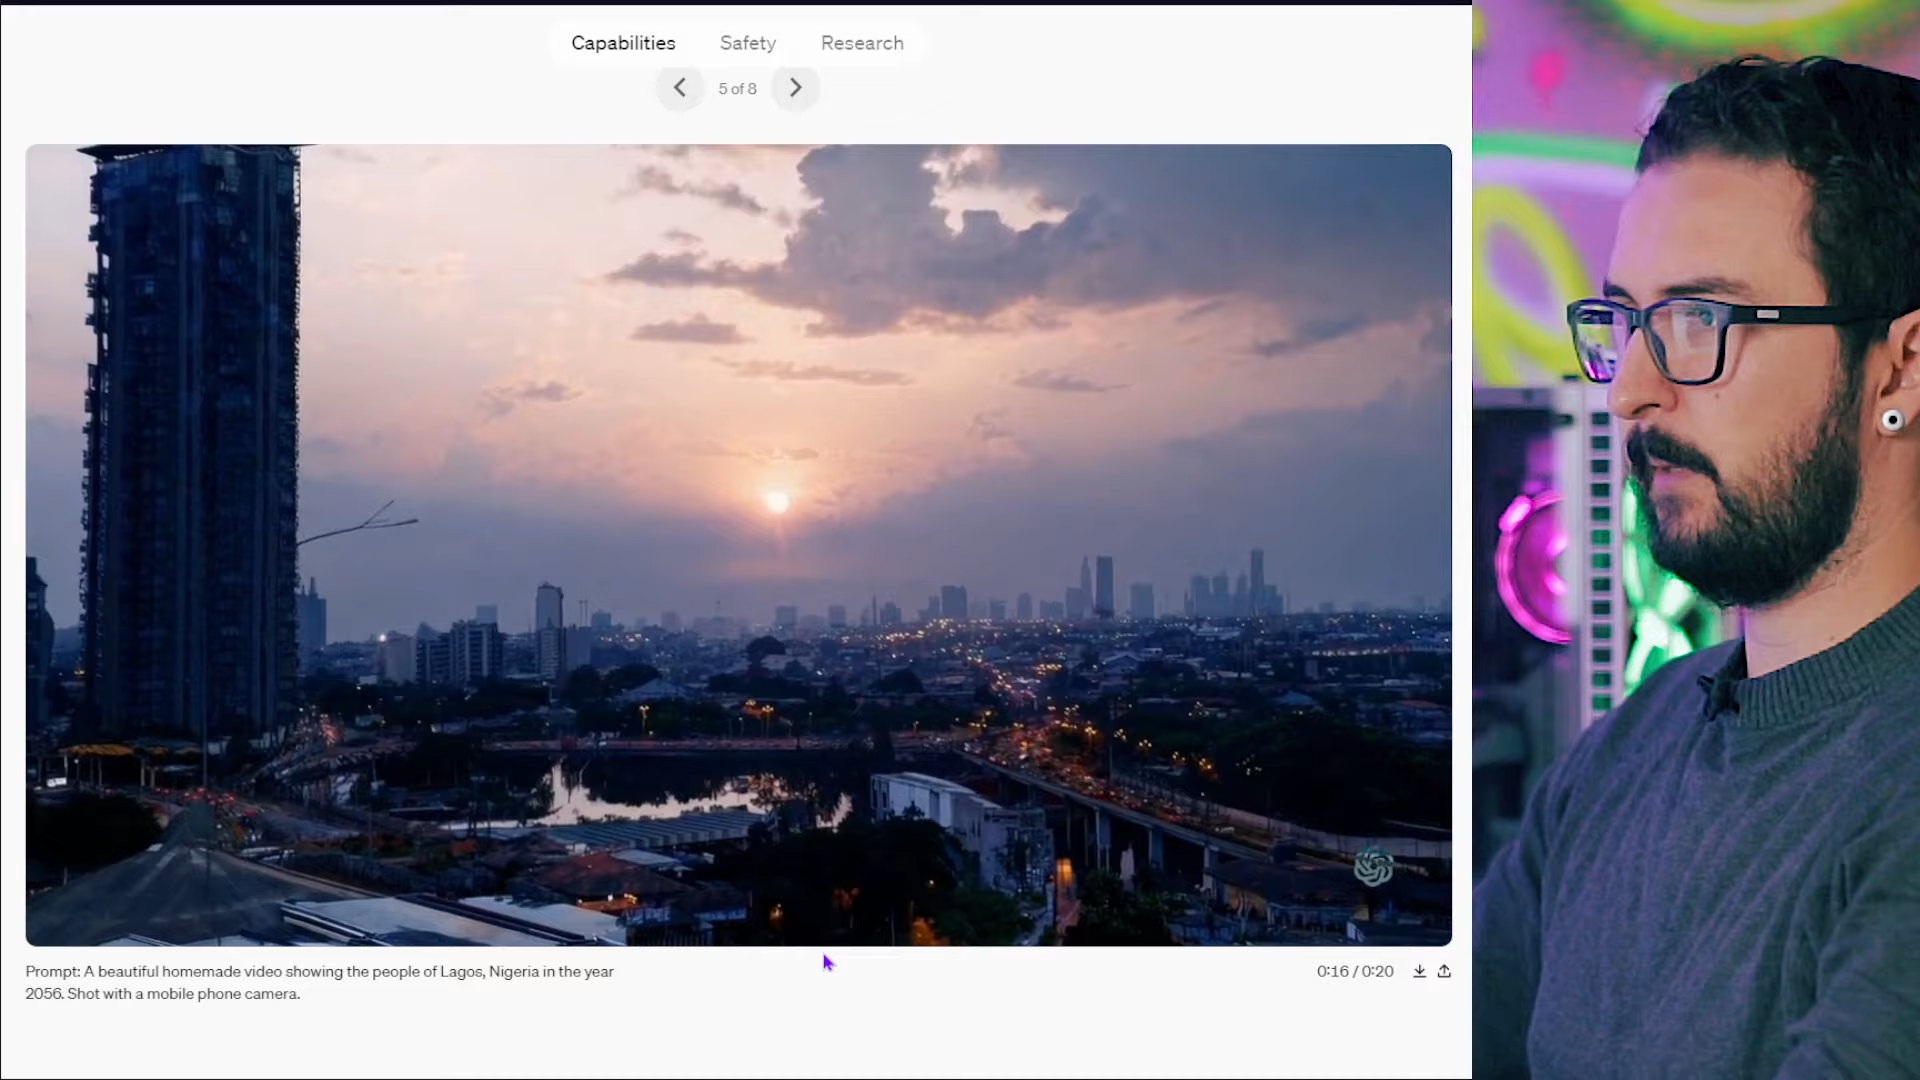 Capabilities Safety Research
5 of 8
Prompt: A beautiful homemade video showing the people of Lagos, Nigeria in the year
2056. Shot with a mobile phone camera.
0:16 / 0:20